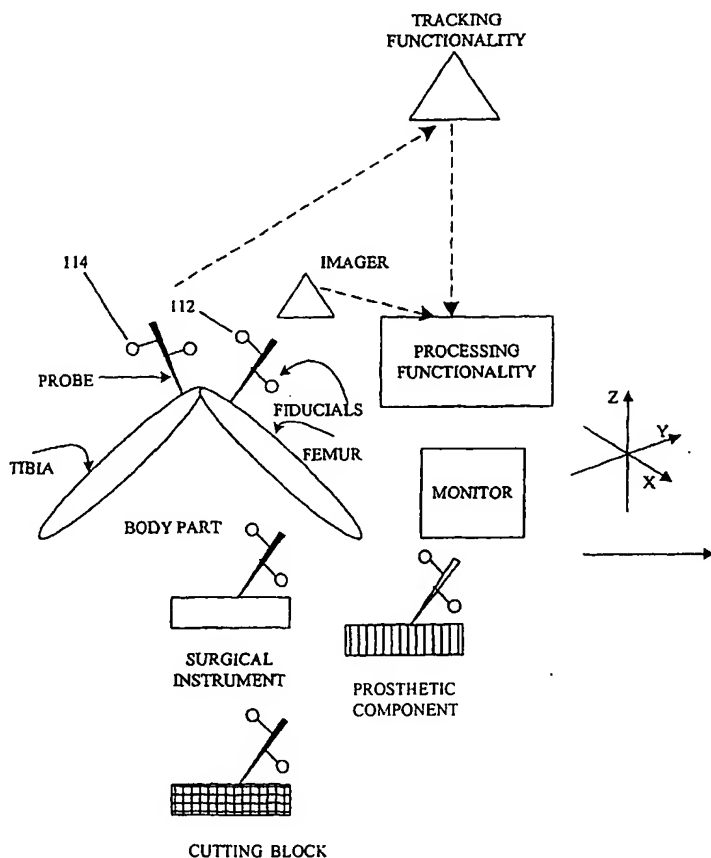 TRACKING
FUNCTIONALITY
114
IMAGER
112
PROCESSING
FUNCTIONALITY
PROBE
FIDUCIALS
FEMUR
TIBIA
Z
Y
X
MONITOR
BODY PART
SURGICAL
INSTRUMENT
PROSTHETIC
COMPONENT
CUTTING BLOCK